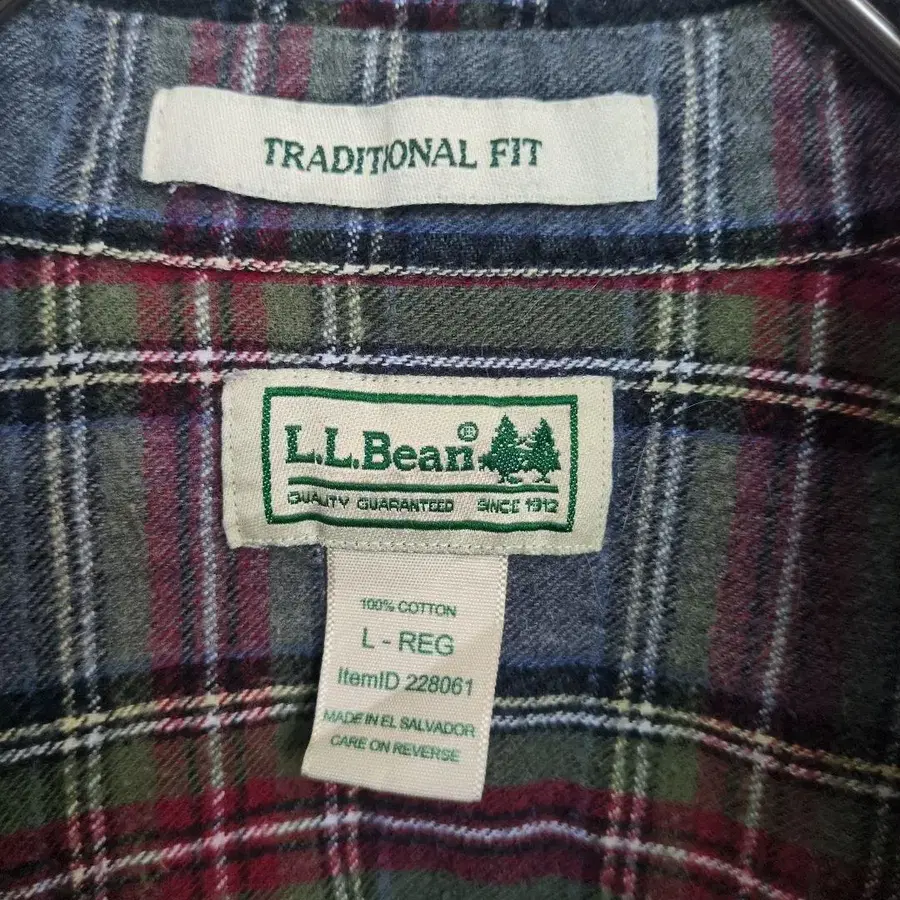 TRADITIONAL FIT
L.L.Bean®
QUALITY GUARANTEED SINCE 1912
100% COTTON
L - REG
ItemID 228061
MADE IN EL SALVADOR
CARE ON REVERSE